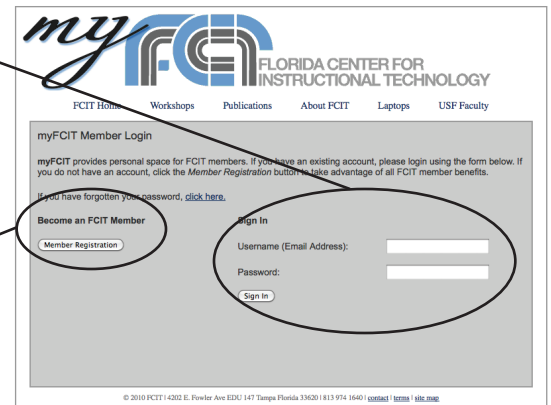 my FCIT
FLORIDA CENTER FOR
INSTRUCTIONAL TECHNOLOGY
FCIT Home Workshops Publications About FCIT Laptops USF Faculty
myFCIT Member Login
myFCIT provides personal space for FCIT members. If you have an existing account, please login using the form below. If
you do not have an account, click the Member Registration button to take advantage of all FCIT member benefits.
If you have forgotten your password, click here.
Become an FCIT Member
Member Registration
Sign In
Username (Email Address):
Password:
Sign In
© 2010 FCIT | 4202 E. Fowler Ave EDU 147 Tampa Florida 33620 | 813 974 1640 | contact | terms | site map